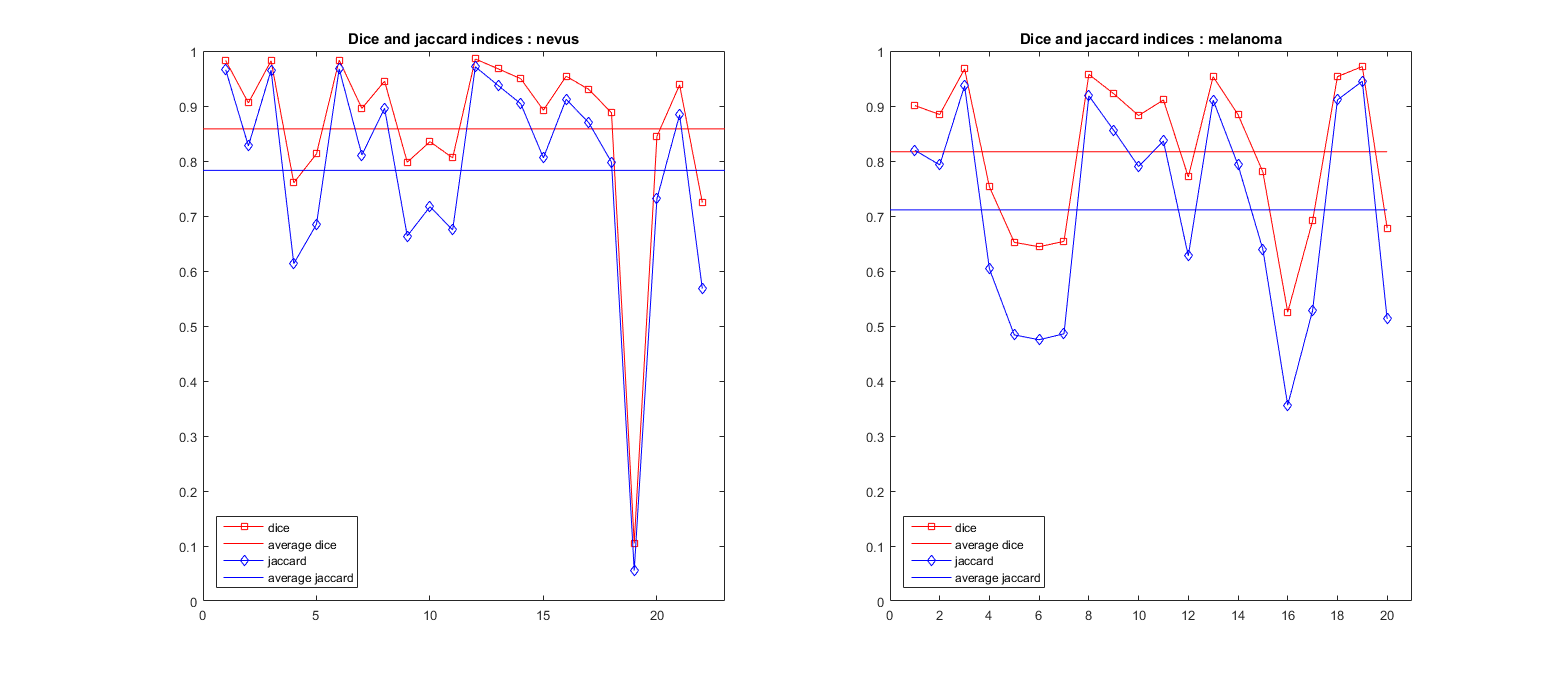 Dice and jaccard indices : nevus
1
0.9
0.8
0.7
0.6
0.5
0.4
0.3
0.2
0.1
0
0 5 10 15 20
dice
average dice
jaccard
average jaccard
Dice and jaccard indices : melanoma
1
0.9
0.8
0.7
0.6
0.5
0.4
0.3
0.2
0.1
0
0 2 4 6 8 10 12 14 16 18 20
dice
average dice
jaccard
average jaccard